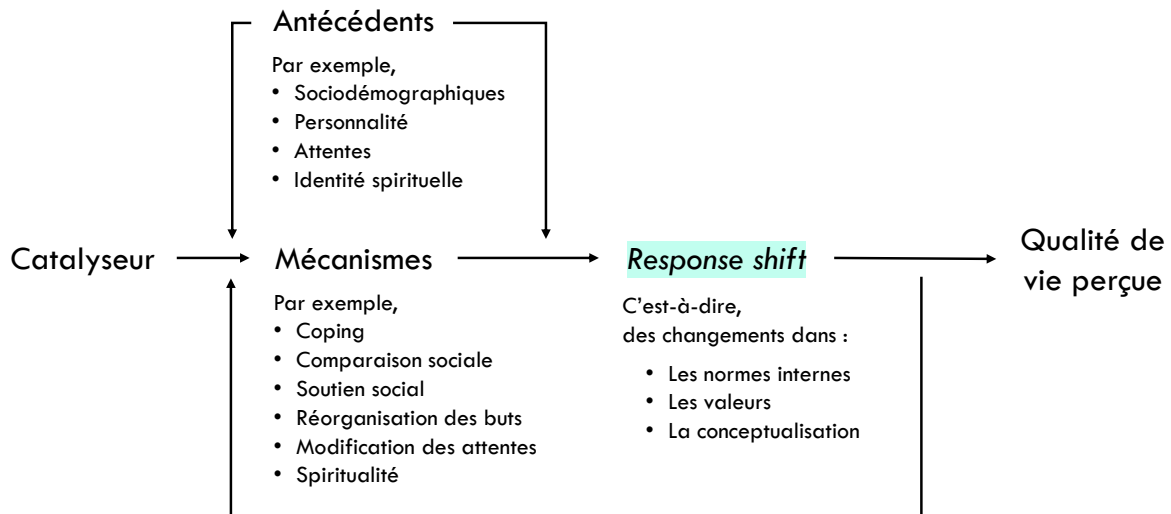 Antécédents
Par exemple,
• Sociodémographiques
• Personnalité
• Attentes
• Identité spirituelle
Catalyseur
Mécanismes
Par exemple,
• Coping
• Comparaison sociale
• Soutien social
• Réorganisation des buts
• Modification des attentes
• Spiritualité
Response shift
C’est-à-dire,
des changements dans :
• Les normes internes
• Les valeurs
• La conceptualisation
Qualité de
vie perçue